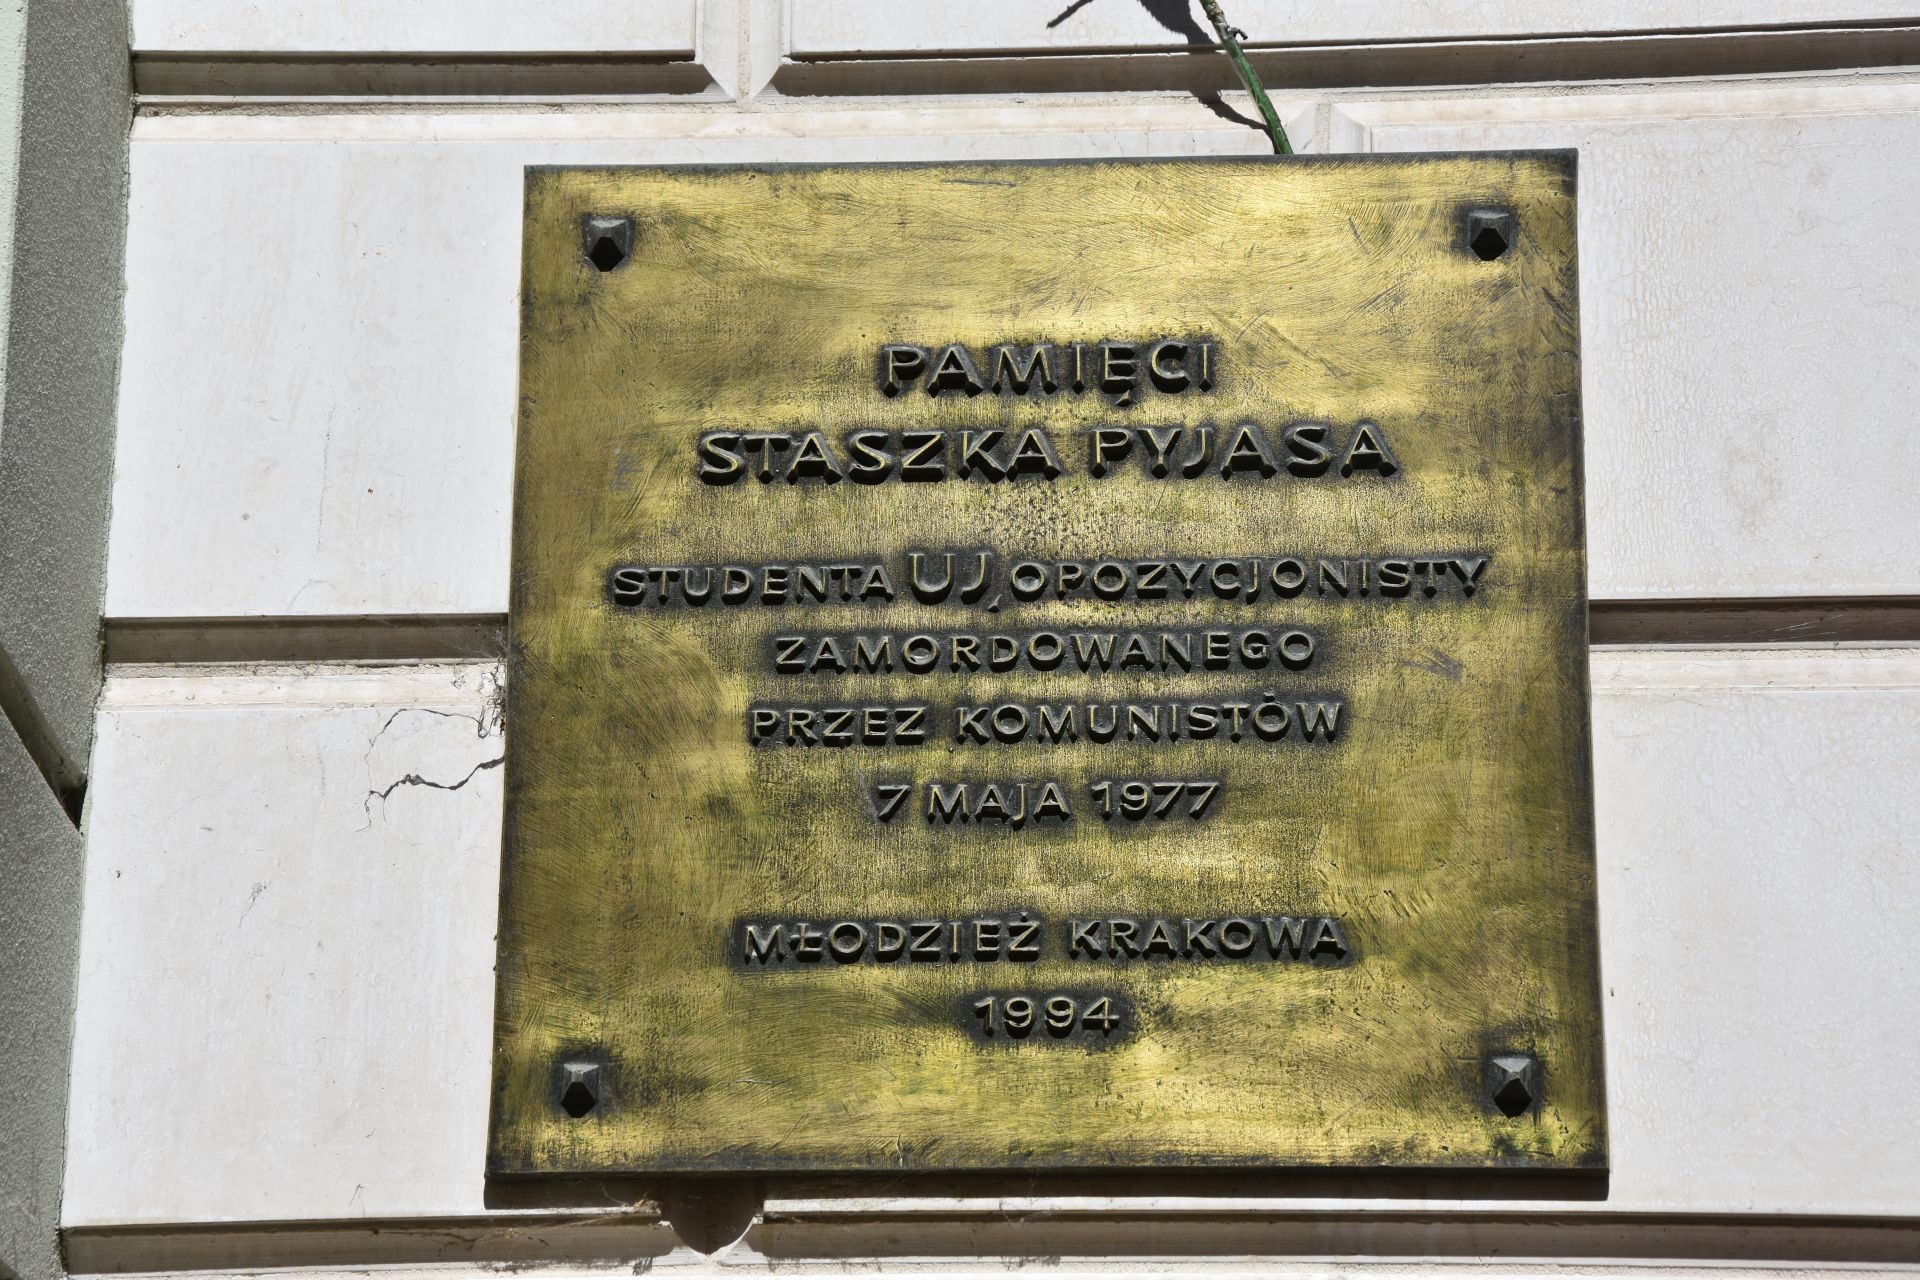 PAMIĘCI
STASZKA PYJASA
STUDENTA UJ, OPOZYCJONISTY
ZAMORDOWANEGO
PRZEZ KOMUNISTÓW
7 MAJA 1977
MŁODZIEŻ KRAKOWA
1994